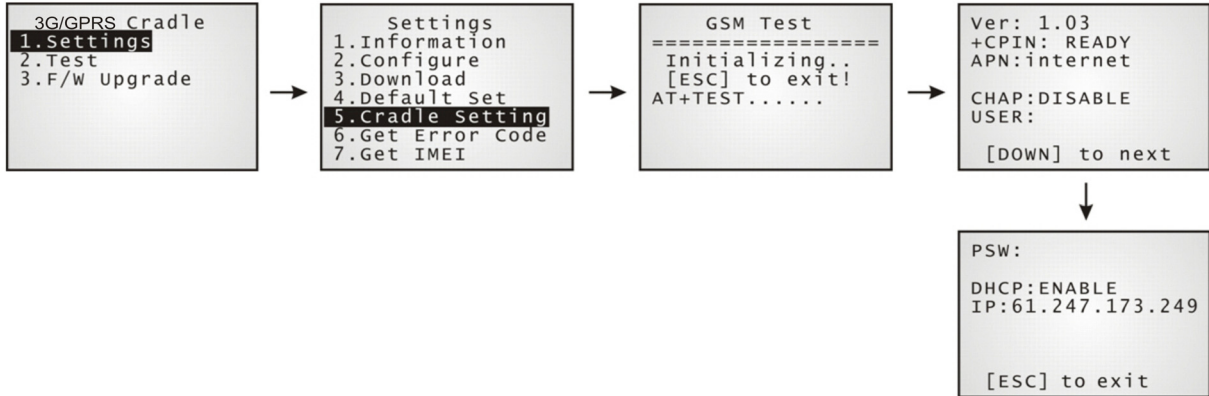 3G/GPRS Cradle
1.Settings
2.Test
3.F/W Upgrade
Settings
1.Information
2.Configure
3.Download
4.Default Set
5.Cradle Setting
6.Get Error Code
7.Get IMEI
GSM Test
=================
Initializing..
[ESC] to exit!
AT+TEST......
Ver: 1.03
+CPIN: READY
APN:internet
CHAP:DISABLE
USER:
[DOWN] to next
PSW:
DHCP:ENABLE
IP:61.247.173.249
[ESC] to exit